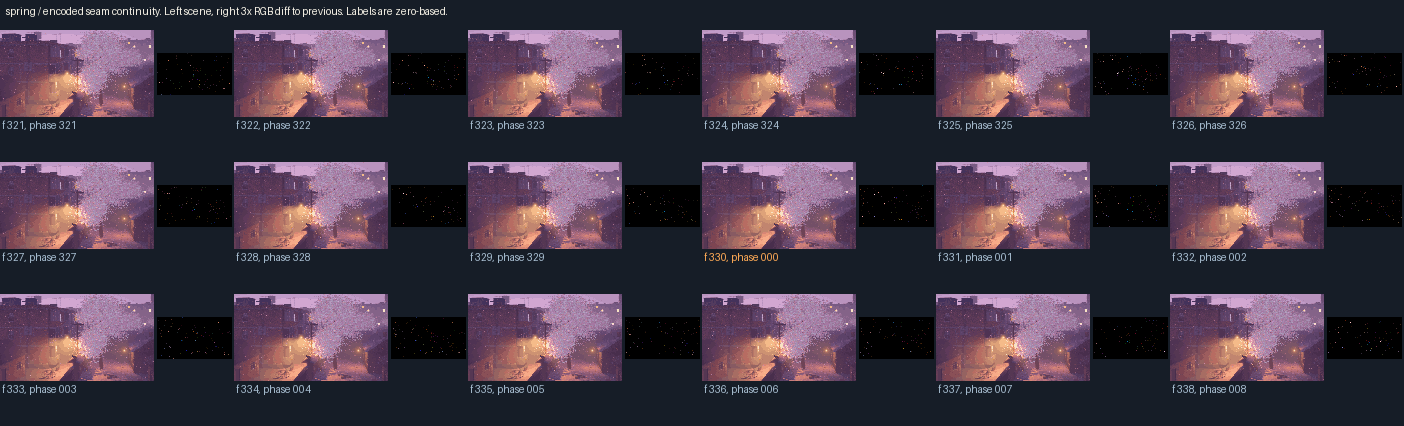 spring / encoded seam continuity. Left scene, right 3x RGB diff to previous. Labels are zero-based.
f321, phase 321
f322, phase 322
f323, phase 323
f324, phase 324
f325, phase 325
f326, phase 326
f327, phase 327
f328, phase 328
f329, phase 329
f330, phase 000
f331, phase 001
f332, phase 002
f333, phase 003
f334, phase 004
f335, phase 005
f336, phase 006
f337, phase 007
f338, phase 008